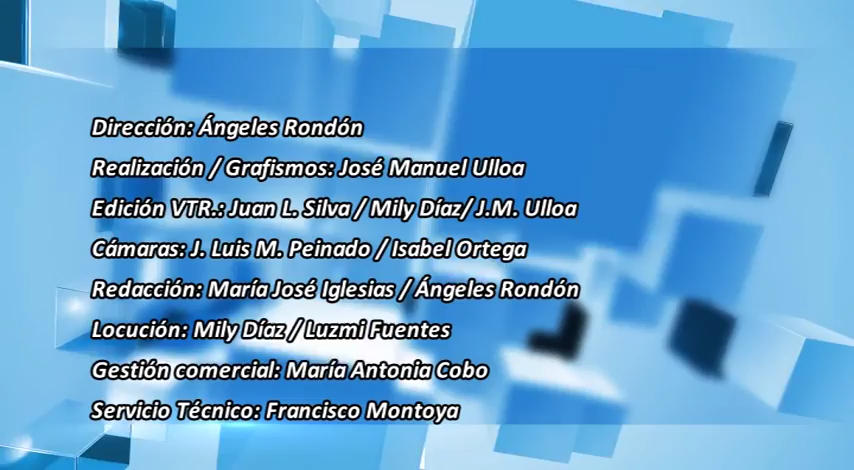 Dirección: Ángeles Rondón
Realización / Grafismos: José Manuel Ulloa
Edición VTR.: Juan L. Silva / Mily Díaz/ J.M. Ulloa
Cámaras: J. Luis M. Peinado / Isabel Ortega
Redacción: María José Iglesias / Ángeles Rondón
Locución: Mily Díaz / Luzmi Fuentes
Gestión comercial: María Antonia Cobo
Servicio Técnico: Francisco Montoya